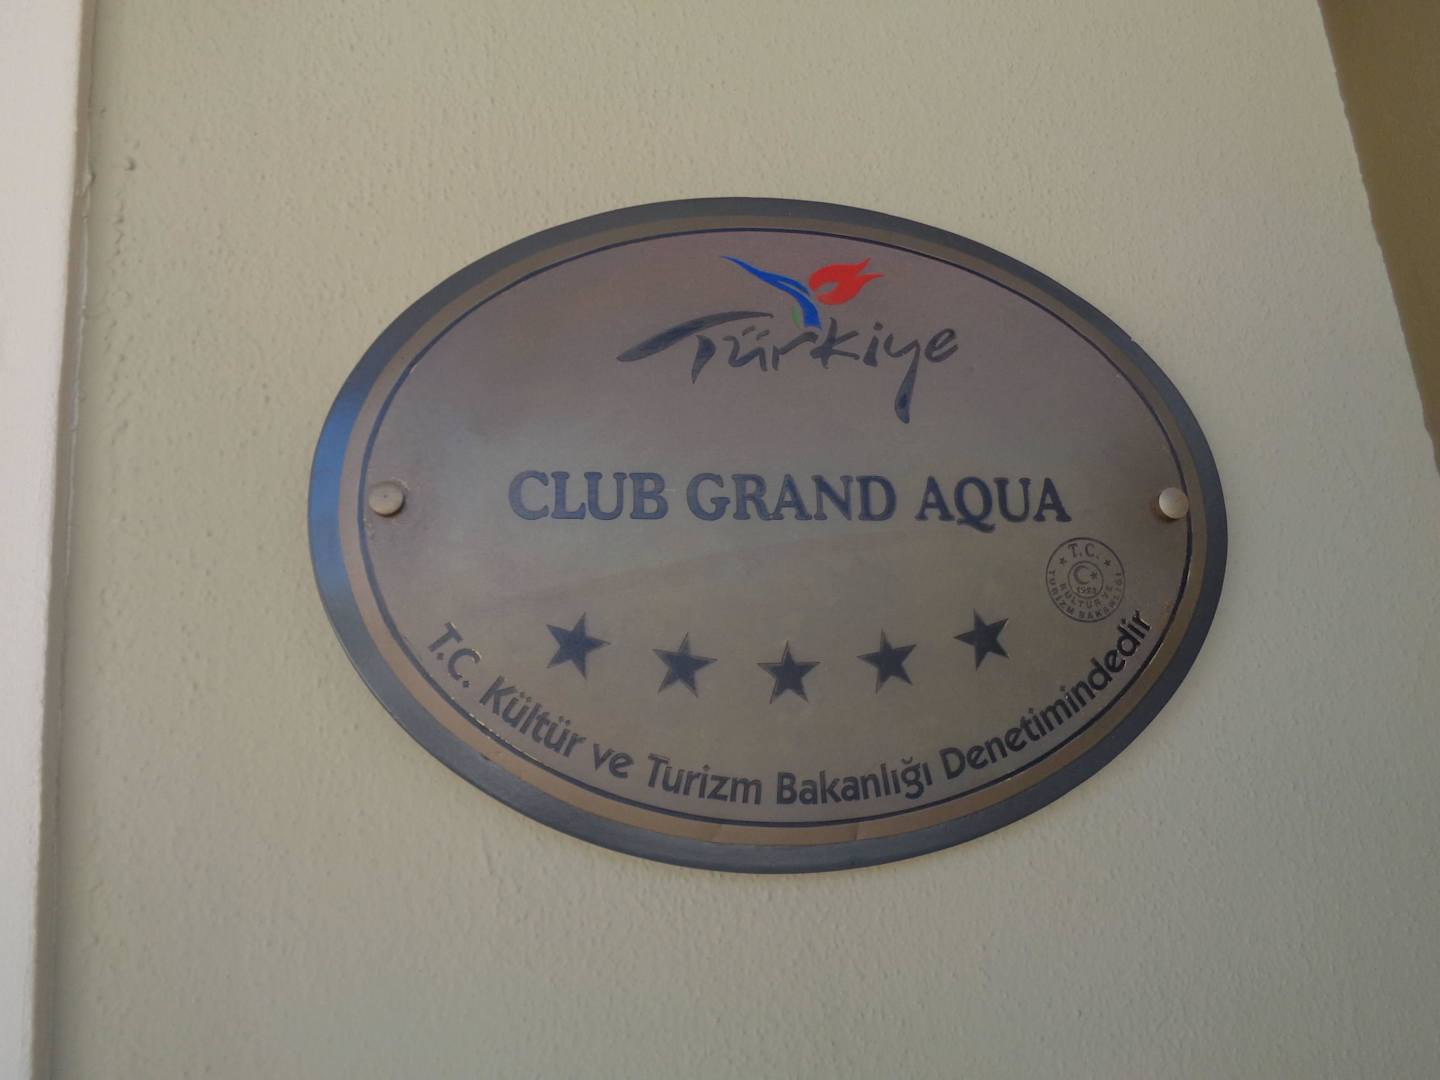 Türkiye
CLUB GRAND AQUA
T.C.
KÜLTÜR VE
TURİZM BAKANLIĞI
T.C. Kültür ve Turizm Bakanlığı Denetimindedir